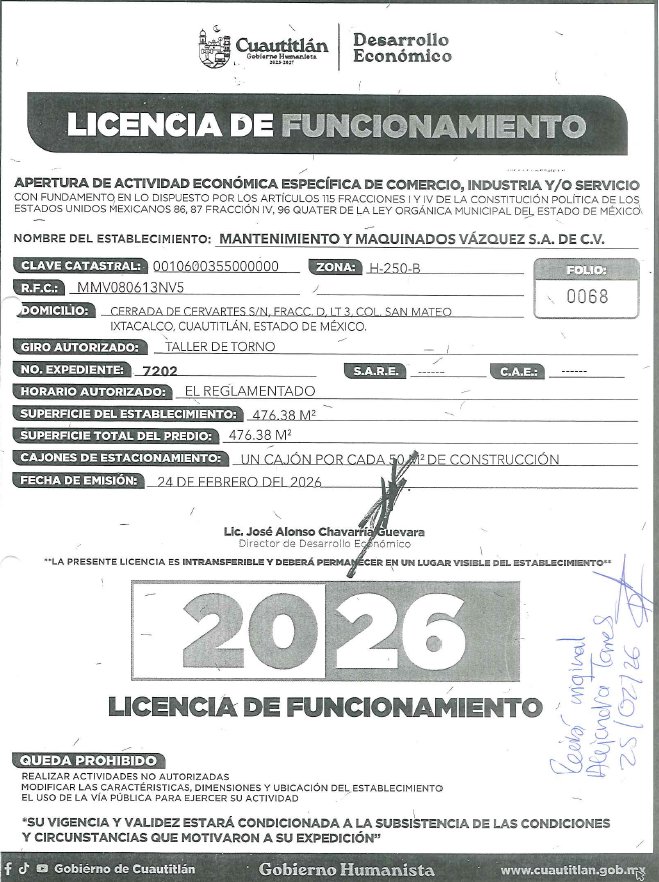 Cuautitlán
Gobierno Humanista
2025-2027
Desarrollo
Económico
LICENCIA DE FUNCIONAMIENTO
APERTURA DE ACTIVIDAD ECONÓMICA ESPECÍFICA DE COMERCIO, INDUSTRIA Y/O SERVICIO
CON FUNDAMENTO EN LO DISPUESTO POR LOS ARTÍCULOS 115 FRACCIONES I Y IV DE LA CONSTITUCIÓN POLÍTICA DE LOS
ESTADOS UNIDOS MEXICANOS 86, 87 FRACCIÓN IV, 96 QUATER DE LA LEY ORGÁNICA MUNICIPAL DEL ESTADO DE MÉXICO
NOMBRE DEL ESTABLECIMIENTO: MANTENIMIENTO Y MAQUINADOS VÁZQUEZ S.A. DE C.V.
CLAVE CATASTRAL: 0010600355000000 ZONA: H-250-B
FOLIO:
0068
R.F.C.: MMV080613NV5
DOMICILIO: CERRADA DE CERVARTES S/N, FRACC. D, LT 3, COL. SAN MATEO
IXTACALCO, CUAUTITLÁN, ESTADO DE MÉXICO.
GIRO AUTORIZADO: TALLER DE TORNO
NO. EXPEDIENTE: 7202 S.A.R.E. ------ C.A.E.: ------
HORARIO AUTORIZADO: EL REGLAMENTADO
SUPERFICIE DEL ESTABLECIMIENTO: 476.38 M²
SUPERFICIE TOTAL DEL PREDIO: 476.38 M²
CAJONES DE ESTACIONAMIENTO: UN CAJÓN POR CADA 50 M² DE CONSTRUCCIÓN
FECHA DE EMISIÓN: 24 DE FEBRERO DEL 2026
Lic. José Alonso Chavarría Guevara
Director de Desarrollo Económico
**LA PRESENTE LICENCIA ES INTRANSFERIBLE Y DEBERÁ PERMANECER EN UN LUGAR VISIBLE DEL ESTABLECIMIENTO**
2026
LICENCIA DE FUNCIONAMIENTO
Recibí original
Alejandra Torres
25/02/26
QUEDA PROHIBIDO
REALIZAR ACTIVIDADES NO AUTORIZADAS
MODIFICAR LAS CARACTERÍSTICAS, DIMENSIONES Y UBICACIÓN DEL ESTABLECIMIENTO
EL USO DE LA VÍA PÚBLICA PARA EJERCER SU ACTIVIDAD
*SU VIGENCIA Y VALIDEZ ESTARÁ CONDICIONADA A LA SUBSISTENCIA DE LAS CONDICIONES
Y CIRCUNSTANCIAS QUE MOTIVARON A SU EXPEDICIÓN"
Gobierno de Cuautitlán
Gobierno Humanista
www.cuautitlan.gob.mx